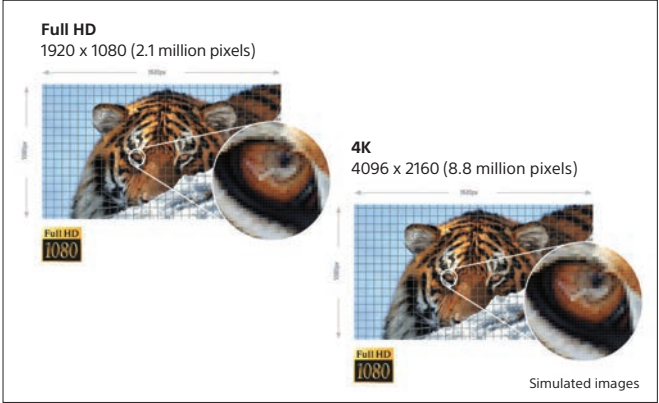 Full HD
1920 x 1080 (2.1 million pixels)
Full HD
1080
4K
4096 x 2160 (8.8 million pixels)
Full HD
1080
Simulated images